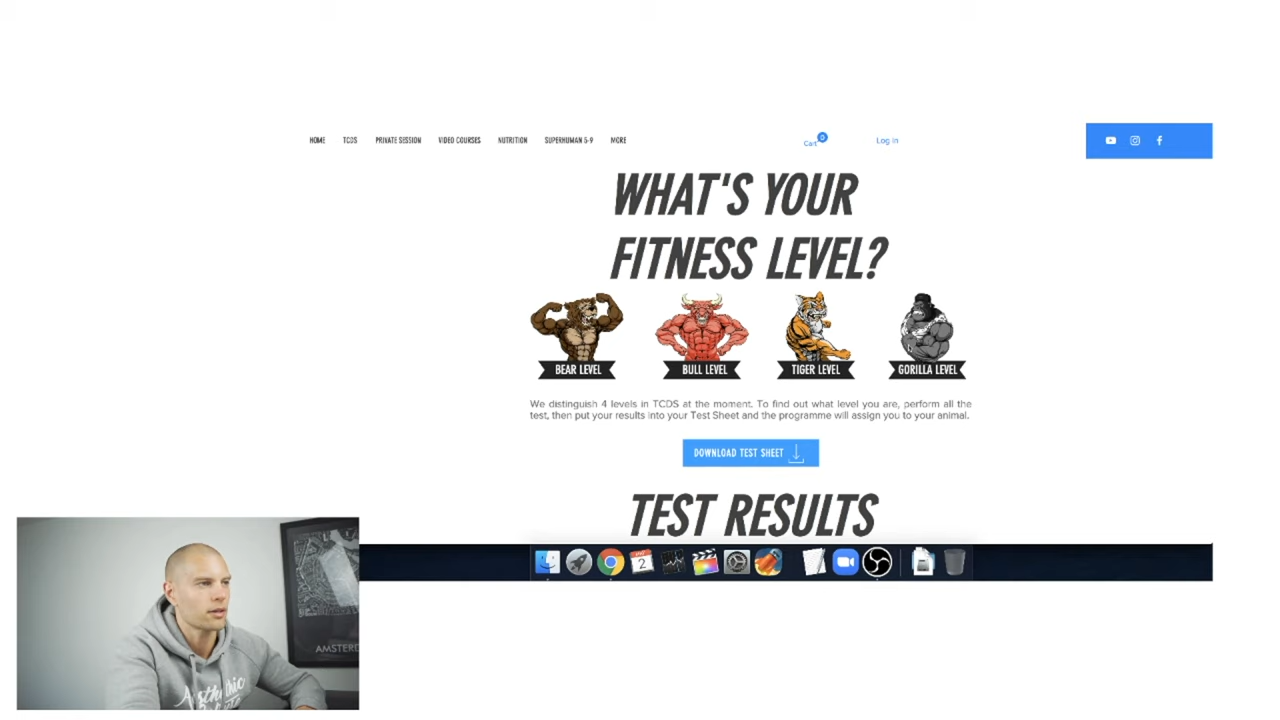 HOME TCDS PRIVATE SESSION VIDEO COURSES NUTRITION SUPERHUMAN 5-9 MORE
Cart 0 Log in
WHAT'S YOUR
FITNESS LEVEL?
BEAR LEVEL BULL LEVEL TIGER LEVEL GORILLA LEVEL
We distinguish 4 levels in TCDS at the moment. To find out what level you are, perform all the
test, then put your results into your Test Sheet and the programme will assign you to your animal.
DOWNLOAD TEST SHEET
TEST RESULTS
2
AMSTERD